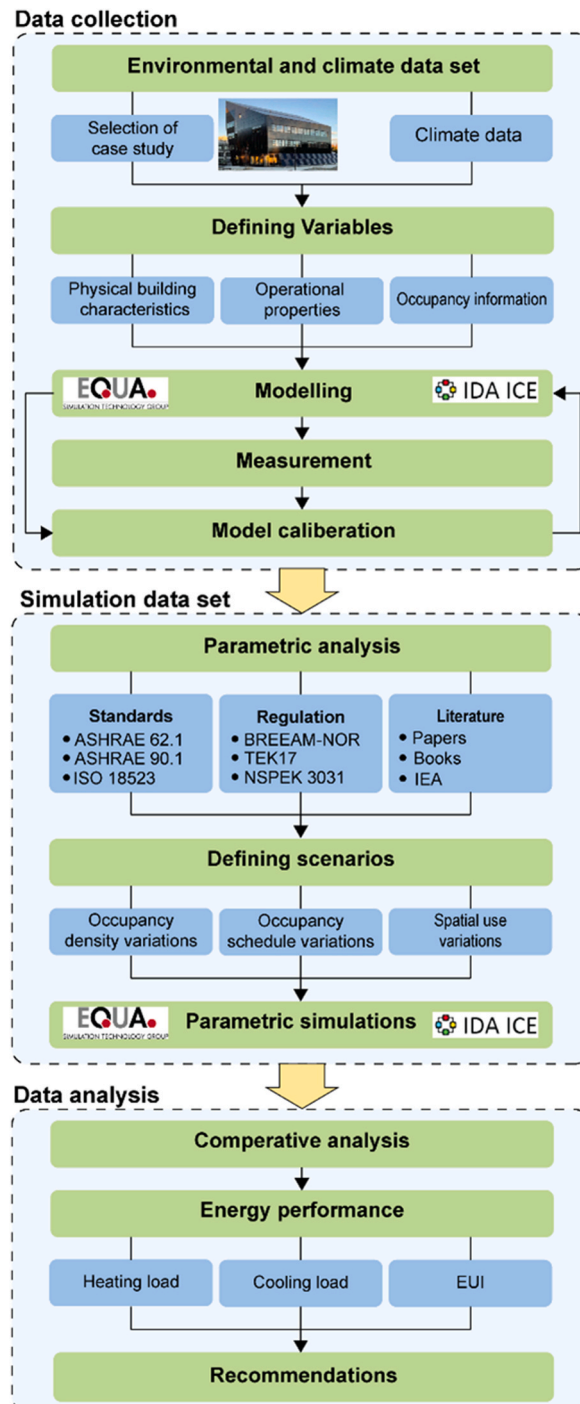 Data collection
Environmental and climate data set
Selection of
case study
Climate data
Defining Variables
Physical building
characteristics
Operational
properties
Occupancy information
EQUA.
SIMULATION TECHNOLOGY GROUP
Modelling
IDA ICE
Measurement
Model caliberation
Simulation data set
Parametric analysis
Standards
• ASHRAE 62.1
• ASHRAE 90.1
• ISO 18523
Regulation
• BREEAM-NOR
• TEK17
• NSPEK 3031
Literature
• Papers
• Books
• IEA
Defining scenarios
Occupancy
density variations
Occupancy
schedule variations
Spatial use
variations
EQUA.
SIMULATION TECHNOLOGY GROUP
Parametric simulations
IDA ICE
Data analysis
Comperative analysis
Energy performance
Heating load
Cooling load
EUI
Recommendations